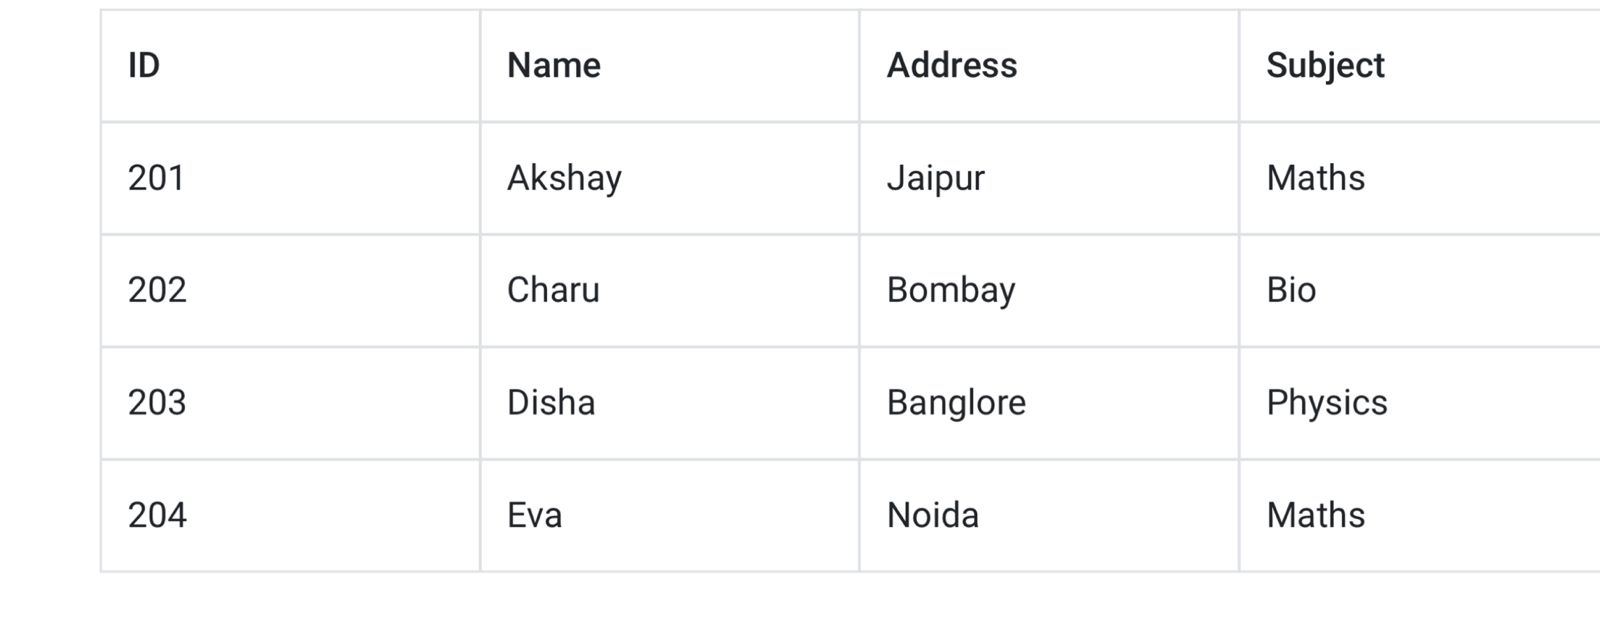 ID Name Address Subject
201 Akshay Jaipur Maths
202 Charu Bombay Bio
203 Disha Banglore Physics
204 Eva Noida Maths